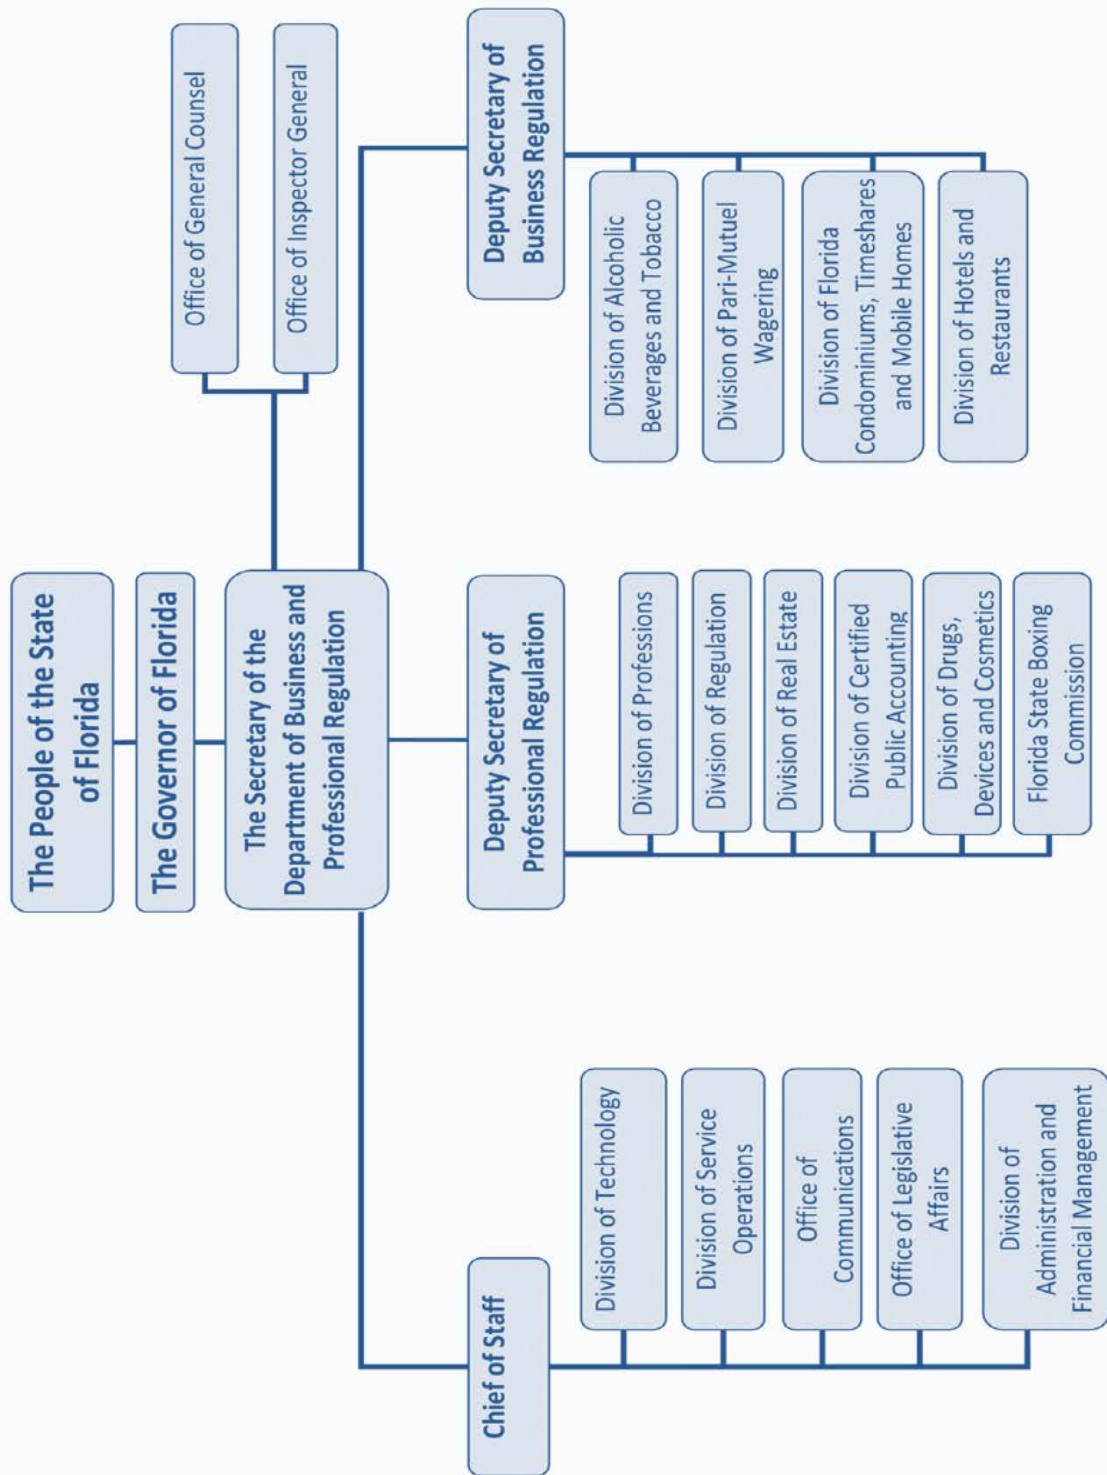 The People of the State
of Florida
The Governor of Florida
The Secretary of the
Department of Business and
Professional Regulation
Office of General Counsel
Office of Inspector General
Chief of Staff
Division of Technology
Division of Service
Operations
Office of
Communications
Office of Legislative
Affairs
Division of
Administration and
Financial Management
Deputy Secretary of
Professional Regulation
Division of Professions
Division of Regulation
Division of Real Estate
Division of Certified
Public Accounting
Division of Drugs,
Devices and Cosmetics
Florida State Boxing
Commission
Deputy Secretary of
Business Regulation
Division of Alcoholic
Beverages and Tobacco
Division of Pari-Mutuel
Wagering
Division of Florida
Condominiums, Timeshares
and Mobile Homes
Division of Hotels and
Restaurants